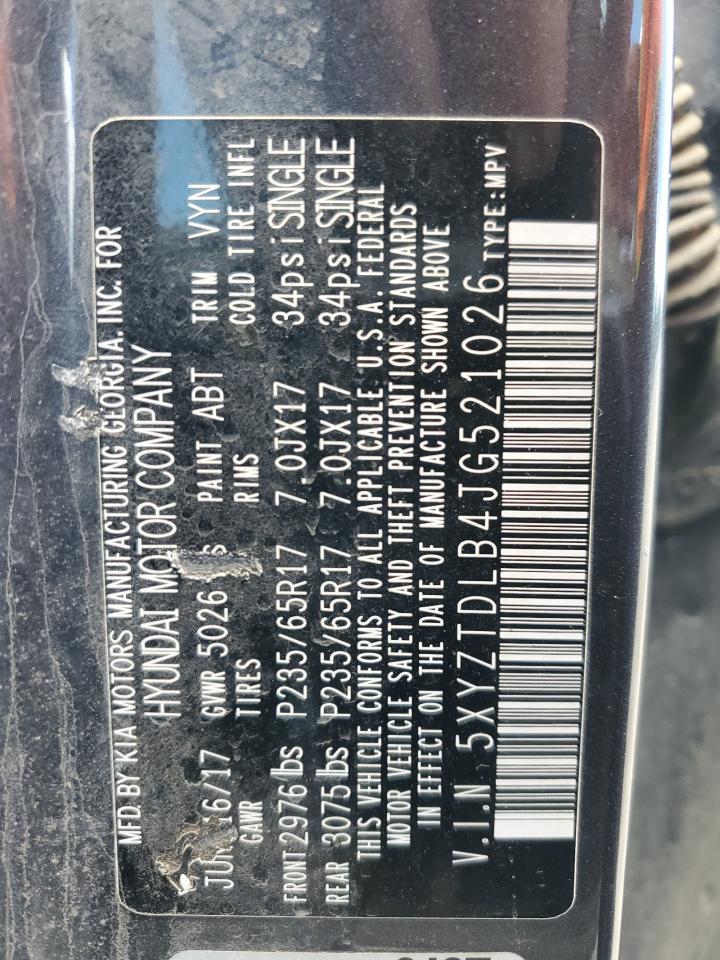 MFD. BY KIA MOTORS MANUFACTURING GEORGIA. INC. FOR
HYUNDAI MOTOR COMPANY
16/17 GVWR 5026 PAINT ABT TRIM VYN
GAWR TIRES RIMS COLD TIRE INFL
FRONT 2976 lbs P235/65R17 7.0JX17 34psi SINGLE
REAR 3075 lbs P235/65R17 7.0JX17 34psi SINGLE
THIS VEHICLE CONFORMS TO ALL APPLICABLE U.S.A. FEDERAL
MOTOR VEHICLE SAFETY AND THEFT PREVENTION STANDARDS
IN EFFECT ON THE DATE OF MANUFACTURE SHOWN ABOVE
V.I.N 5XYZTDLB4JG521026 TYPE:MPV